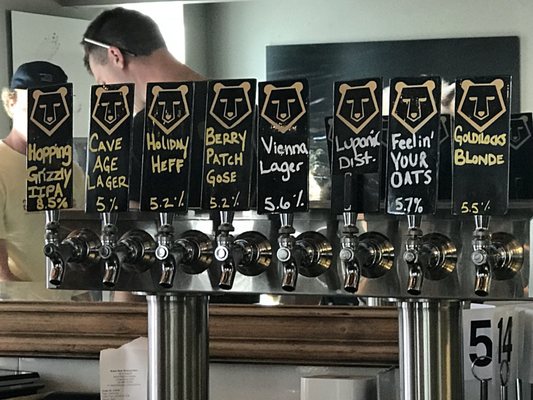 Hopping
Grizzly
IIPA
8.5%
CAVE
AGE
LAGER
5%
HOLiDAY
HEFF
5.2%
BERRY
PATCH
GOSE
5.2%
Vienna
Lager
5.6%
Lupanic
Dist.
Feelin'
YOUR
OATS
5.7%
GOLDILOCKS
BLONDE
5.5%
5
14